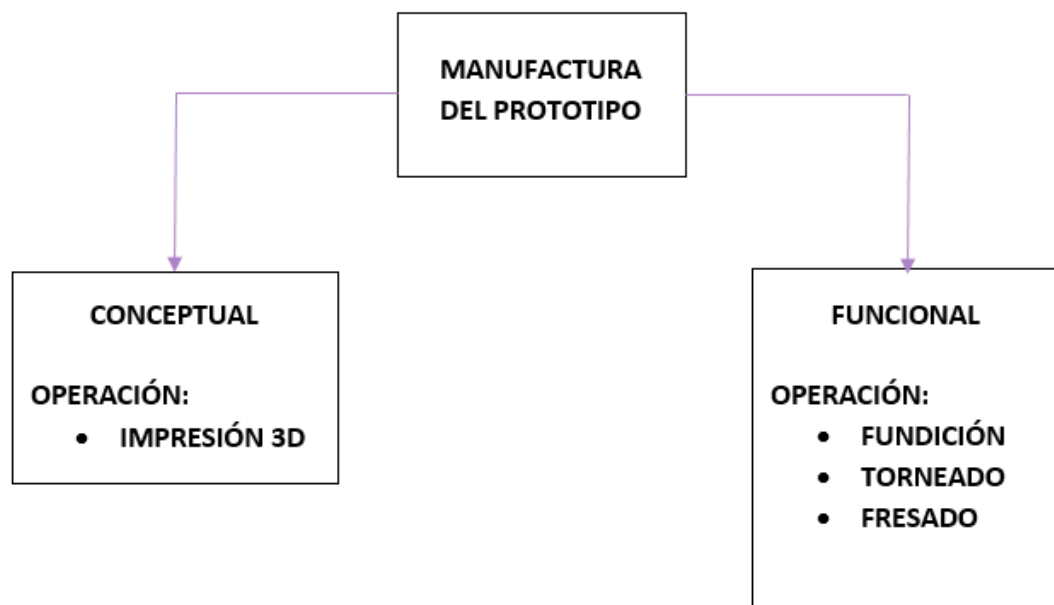 MANUFACTURA
DEL PROTOTIPO
CONCEPTUAL
OPERACIÓN:
• IMPRESIÓN 3D
FUNCIONAL
OPERACIÓN:
• FUNDICIÓN
• TORNEADO
• FRESADO